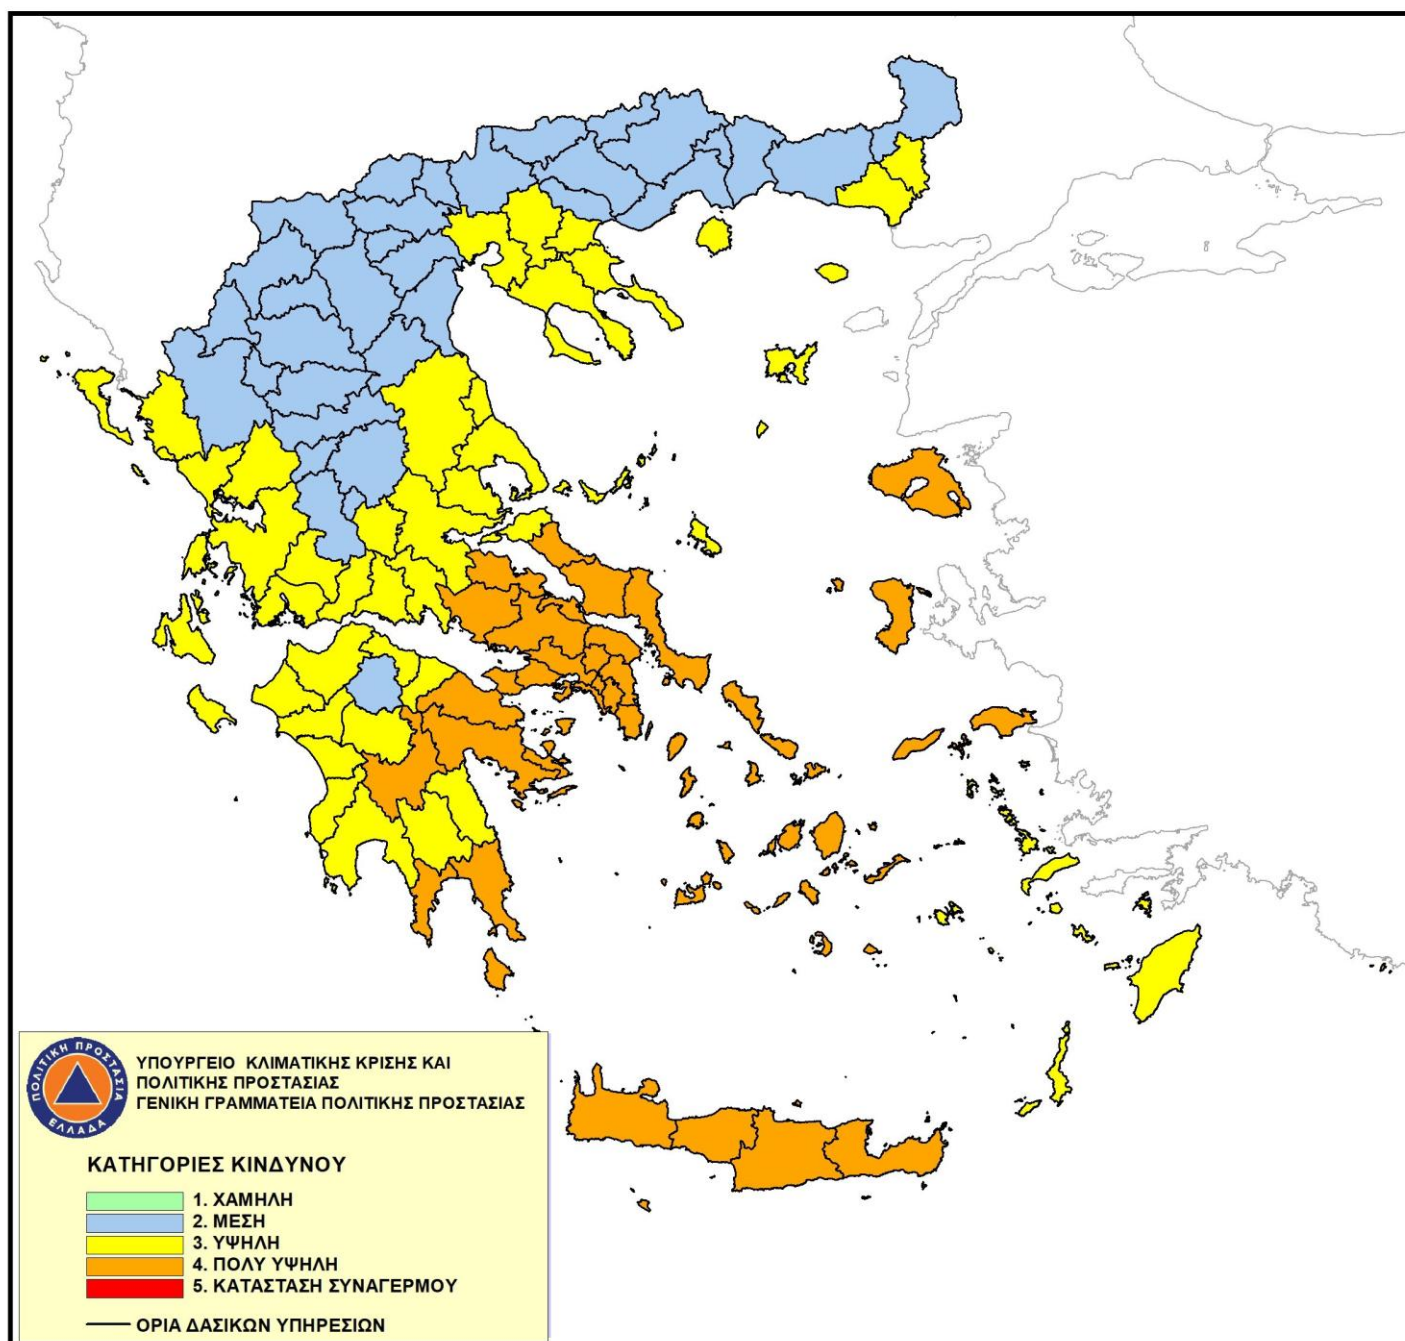 ΠΟΛΙΤΙΚΗ ΠΡΟΣΤΑΣΙΑ
ΕΛΛΑΔΑ
ΥΠΟΥΡΓΕΙΟ ΚΛΙΜΑΤΙΚΗΣ ΚΡΙΣΗΣ ΚΑΙ
ΠΟΛΙΤΙΚΗΣ ΠΡΟΣΤΑΣΙΑΣ
ΓΕΝΙΚΗ ΓΡΑΜΜΑΤΕΙΑ ΠΟΛΙΤΙΚΗΣ ΠΡΟΣΤΑΣΙΑΣ
ΚΑΤΗΓΟΡΙΕΣ ΚΙΝΔΥΝΟΥ
1. ΧΑΜΗΛΗ
2. ΜΕΣΗ
3. ΥΨΗΛΗ
4. ΠΟΛΥ ΥΨΗΛΗ
5. ΚΑΤΑΣΤΑΣΗ ΣΥΝΑΓΕΡΜΟΥ
ΟΡΙΑ ΔΑΣΙΚΩΝ ΥΠΗΡΕΣΙΩΝ